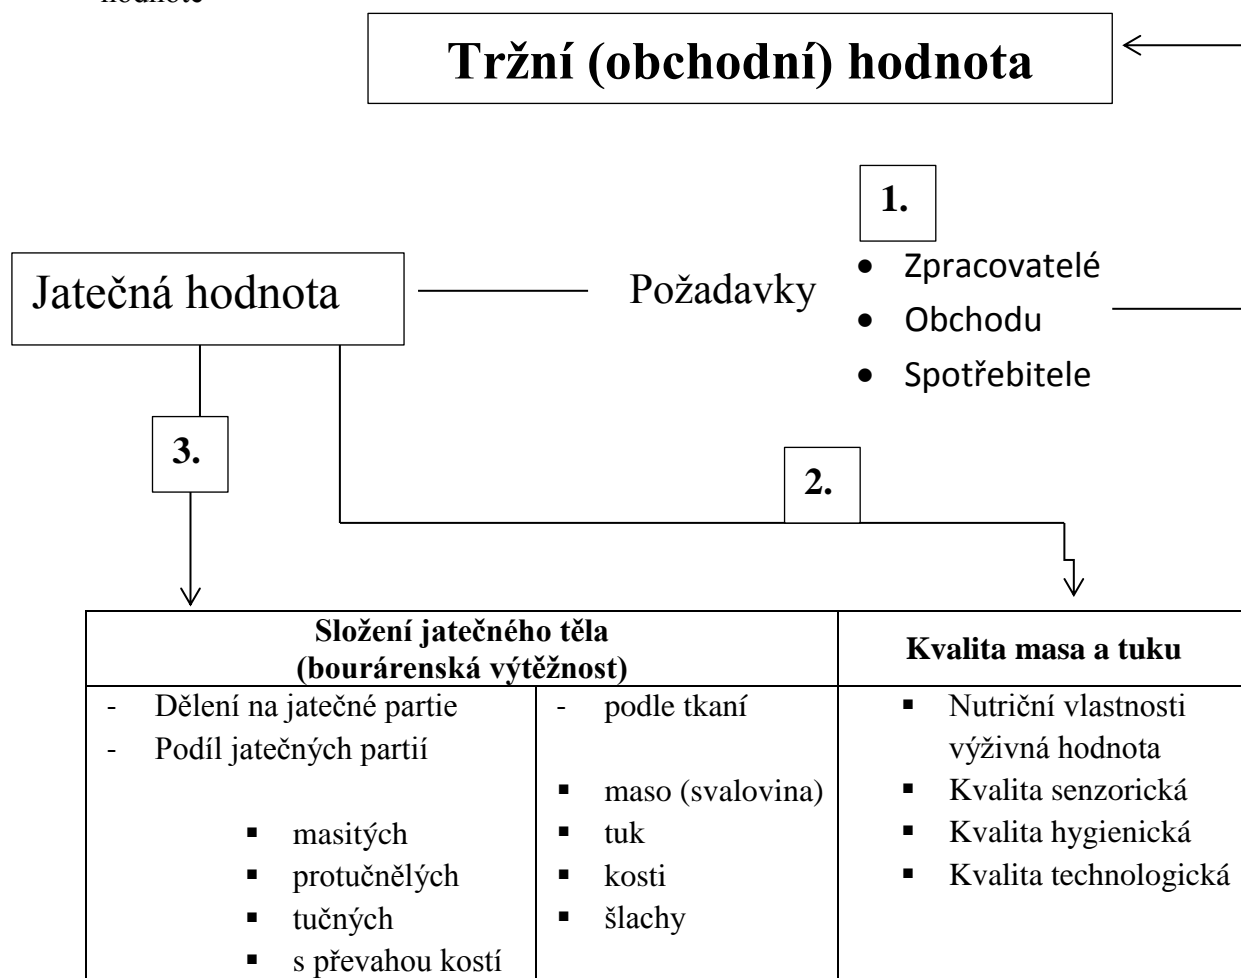 hodnotě
Tržní (obchodní) hodnota
1.
Jatečná hodnota
Požadavky
• Zpracovatelé
• Obchodu
• Spotřebitele
3.
2.
Složení jatečného těla
(bourárenská výtěžnost)
- Dělení na jatečné partie
- Podíl jatečných partií
▪ masitých
▪ protučnělých
▪ tučných
▪ s převahou kostí
- podle tkaní
▪ maso (svalovina)
▪ tuk
▪ kosti
▪ šlachy
Kvalita masa a tuku
▪ Nutriční vlastnosti
výživná hodnota
▪ Kvalita senzorická
▪ Kvalita hygienická
▪ Kvalita technologická